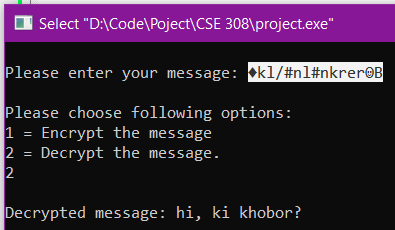 Select "D:\Code\Poject\CSE 308\project.exe"
Please enter your message: ♦kl/#nl#nkrer☺B
Please choose following options:
1 = Encrypt the message
2 = Decrypt the message.
2
Decrypted message: hi, ki khobor?